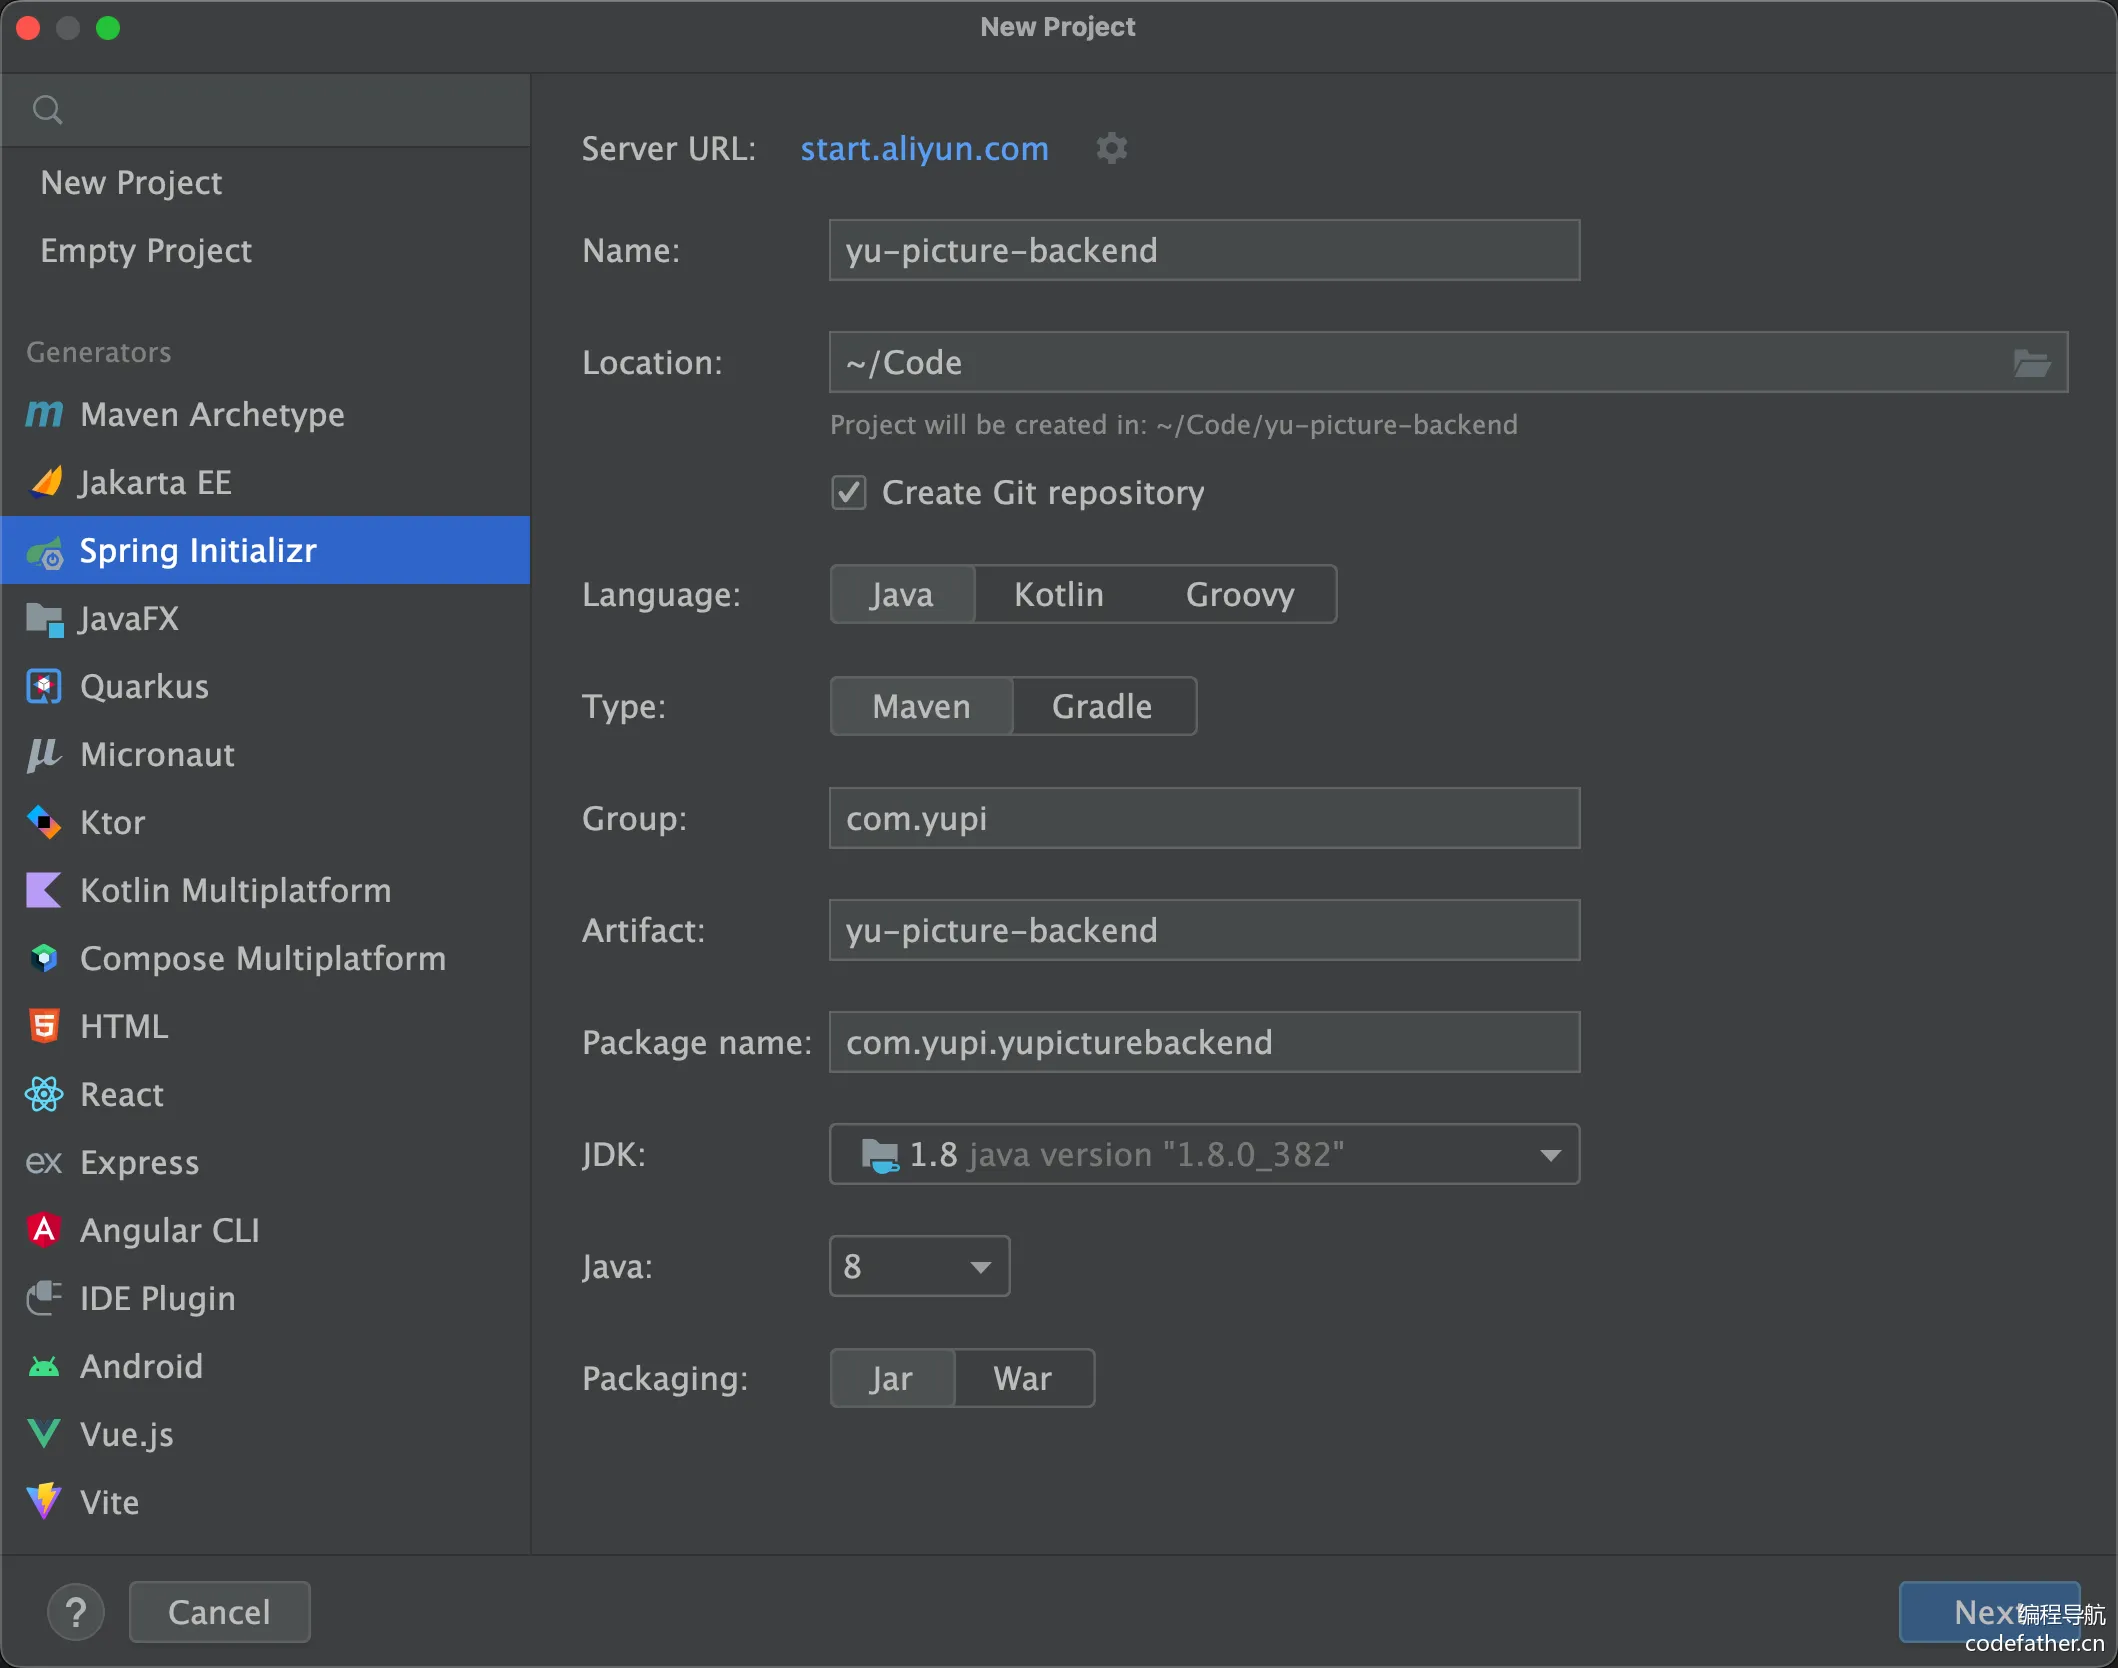 New Project
New Project
Empty Project
Generators
Maven Archetype
Jakarta EE
Spring Initializr
JavaFX
Quarkus
Micronaut
Ktor
Kotlin Multiplatform
Compose Multiplatform
HTML
React
ex Express
Angular CLI
IDE Plugin
Android
Vue.js
Vite
Server URL: start.aliyun.com
Name: yu-picture-backend
Location: ~/Code
Project will be created in: ~/Code/yu-picture-backend
Create Git repository
Language: Java Kotlin Groovy
Type: Maven Gradle
Group: com.yupi
Artifact: yu-picture-backend
Package name: com.yupi.yupicturebackend
JDK: 1.8 java version "1.8.0_382"
Java: 8
Packaging: Jar War
? Cancel
Next
编程导航
codefather.cn